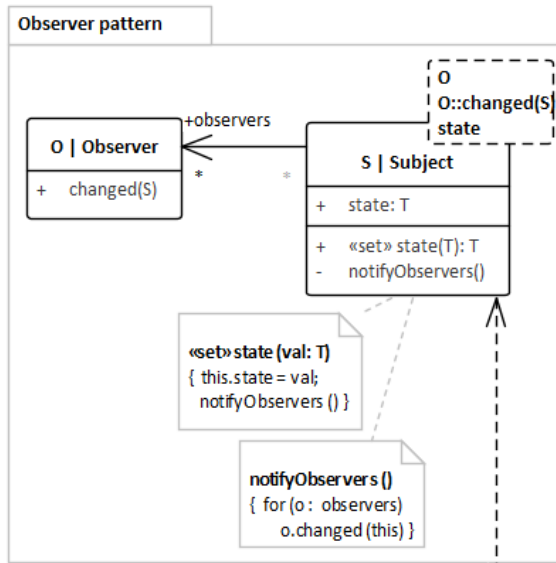 Observer pattern
O
O::changed(S)
state
+observers
O | Observer
+ changed(S)
*
*
S | Subject
+ state: T
+ «set» state(T): T
- notifyObservers()
«set» state (val: T)
{ this.state = val;
notifyObservers () }
notifyObservers ()
{ for (o : observers)
o.changed (this) }